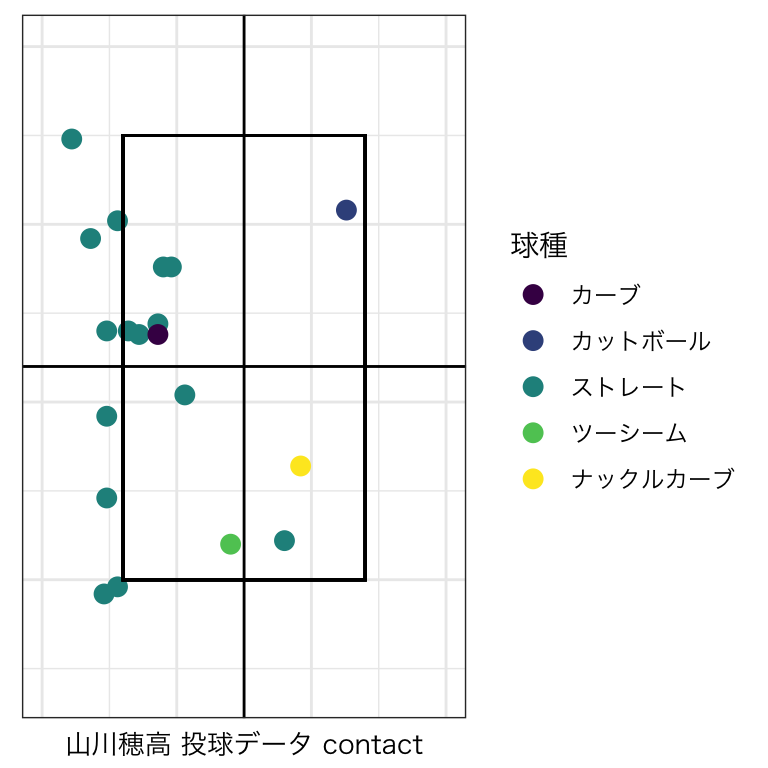 球種
カーブ
カットボール
ストレート
ツーシーム
ナックルカーブ
山川穂高 投球データ contact